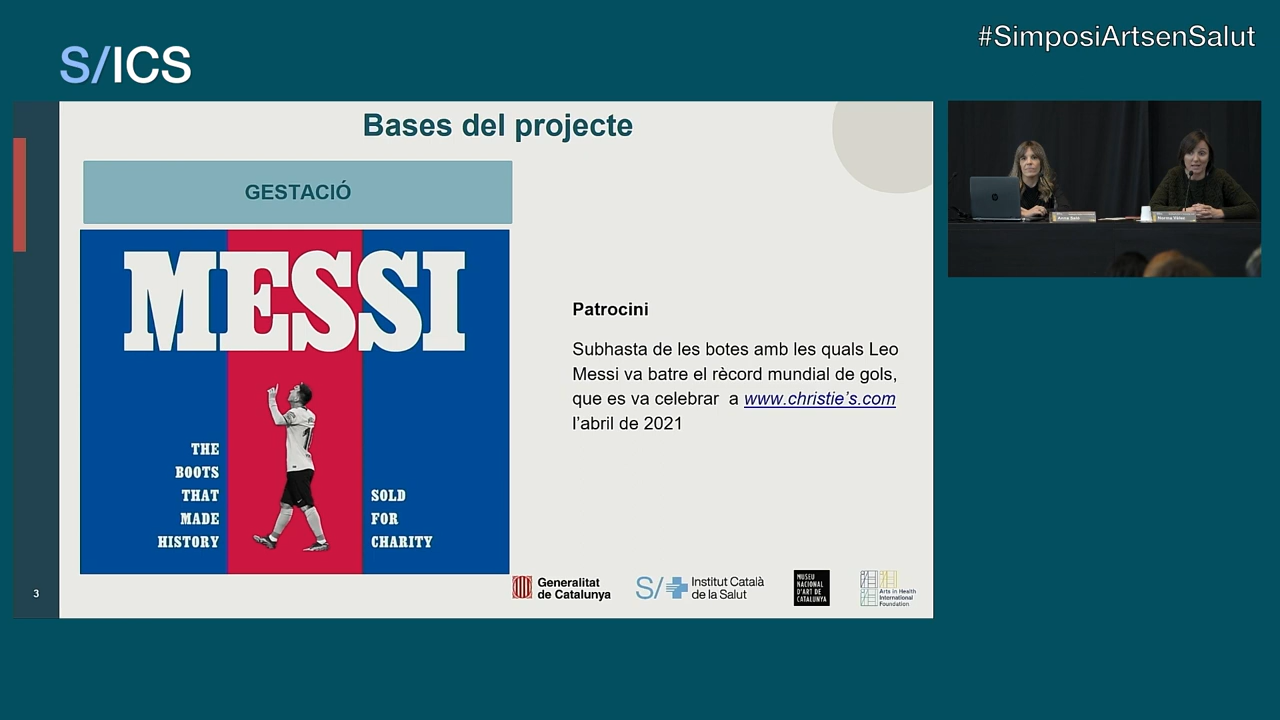 #SimposiArtsenSalut
S/ICS
Bases del projecte
GESTACIÓ
MESSI
THE
BOOTS
THAT
MADE
HISTORY
SOLD
FOR
CHARITY
10
Patrocini
Subhasta de les botes amb les quals Leo
Messi va batre el rècord mundial de gols,
que es va celebrar a www.christie's.com
l'abril de 2021
3
Generalitat
de Catalunya
S/
Institut Català
de la Salut
MUSEU
NACIONAL
D'ART DE
CATALUNYA
Arts in Health
International
Foundation
hp